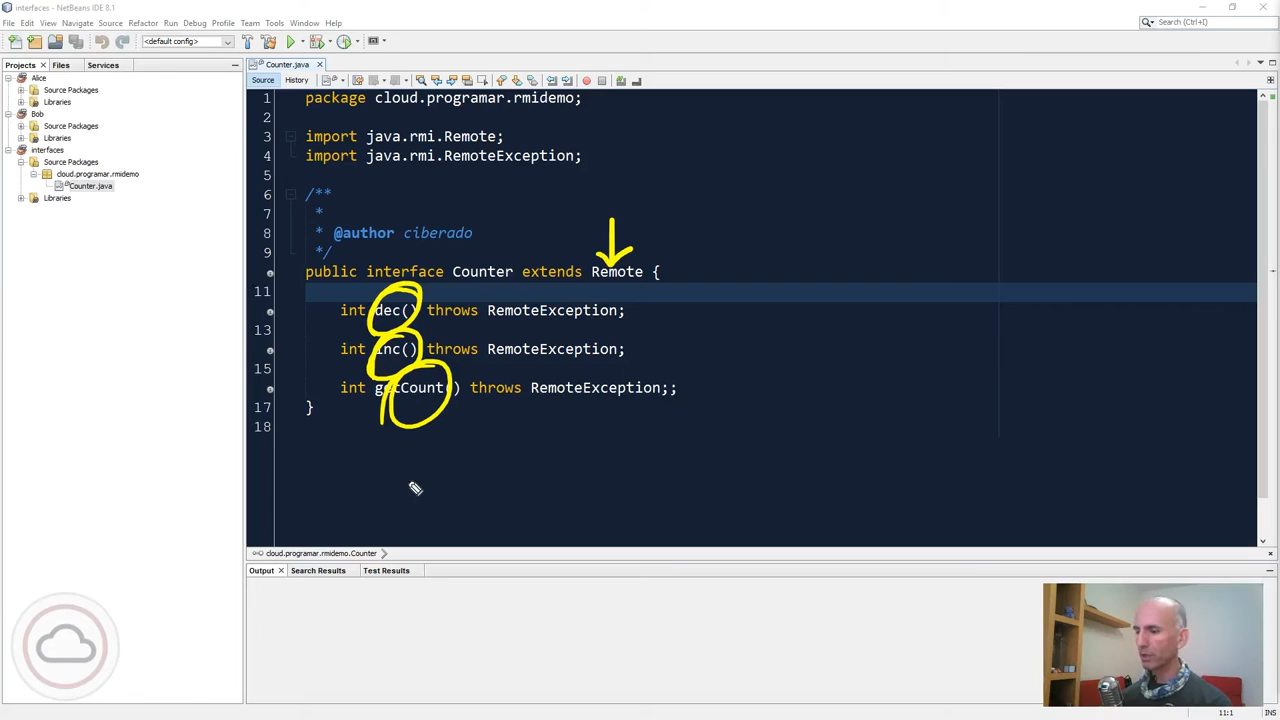 interfaces - NetBeans IDE 8.1
File Edit View Navigate Source Refactor Run Debug Profile Team Tools Window Help
Search (Ctrl+I)
<default config>
Projects Files Services
Alice
Source Packages
Libraries
Bob
Source Packages
Libraries
interfaces
Source Packages
cloud.programar.rmidemo
Counter.java
Libraries
Counter.java
Source History
1 package cloud.programar.rmidemo;
2
3 import java.rmi.Remote;
4 import java.rmi.RemoteException;
5
6 /**
7 *
8 * @author ciberado
9 */
public interface Counter extends Remote {
11
int dec() throws RemoteException;
13
int inc() throws RemoteException;
15
int getCount() throws RemoteException;;
17 }
18
cloud.programar.rmidemo.Counter
Output Search Results Test Results
11:1 INS